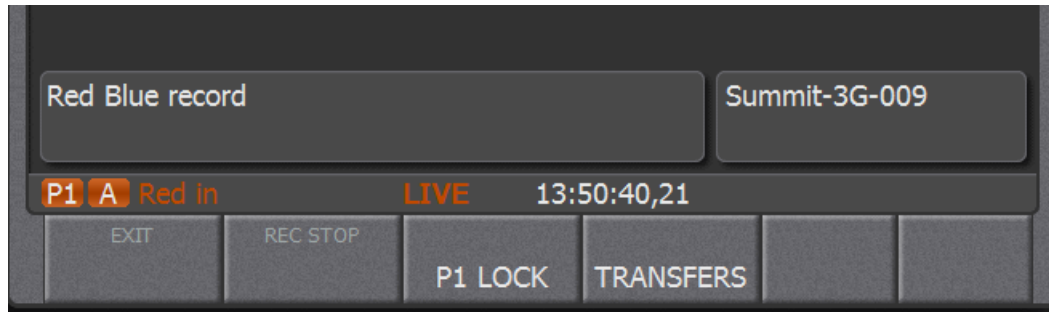 Red Blue record
Summit-3G-009
P1 A Red in LIVE 13:50:40,21
EXIT REC STOP
P1 LOCK TRANSFERS